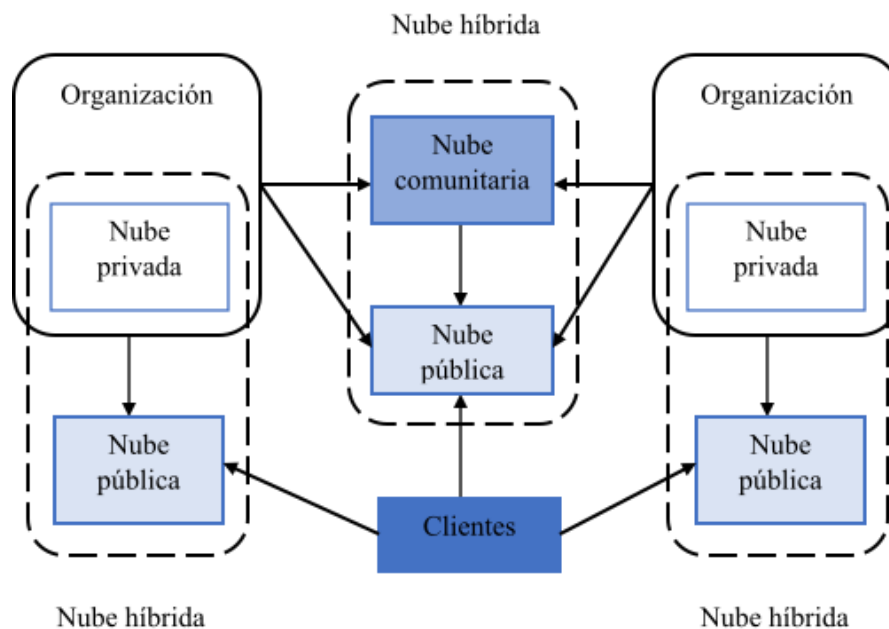 Nube híbrida
Organización
Organización
Nube
comunitaria
Nube
privada
Nube
privada
Nube
pública
Nube
pública
Nube
pública
Clientes
Nube híbrida
Nube híbrida